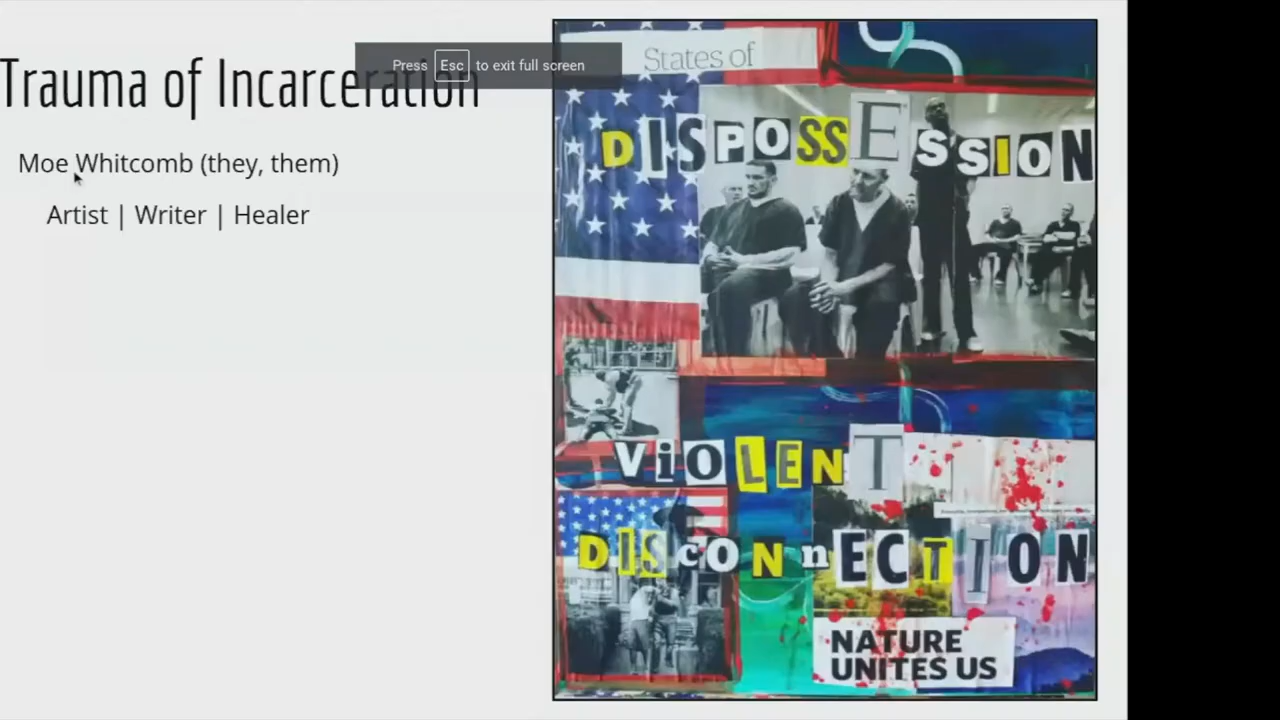 Trauma of Incarceration
Press Esc to exit full screen
Moe Whitcomb (they, them)
Artist | Writer | Healer
States of
DISPOSSESSION
ViOLENT
DISconnECTION
NATURE
UNITES US